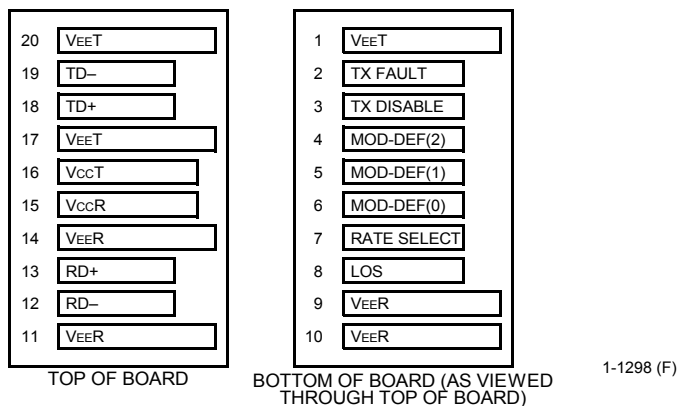 20 VEET
19 TD–
18 TD+
17 VEET
16 VCCT
15 VCCR
14 VEER
13 RD+
12 RD–
11 VEER
TOP OF BOARD
1 VEET
2 TX FAULT
3 TX DISABLE
4 MOD-DEF(2)
5 MOD-DEF(1)
6 MOD-DEF(0)
7 RATE SELECT
8 LOS
9 VEER
10 VEER
BOTTOM OF BOARD (AS VIEWED
THROUGH TOP OF BOARD)
1-1298 (F)